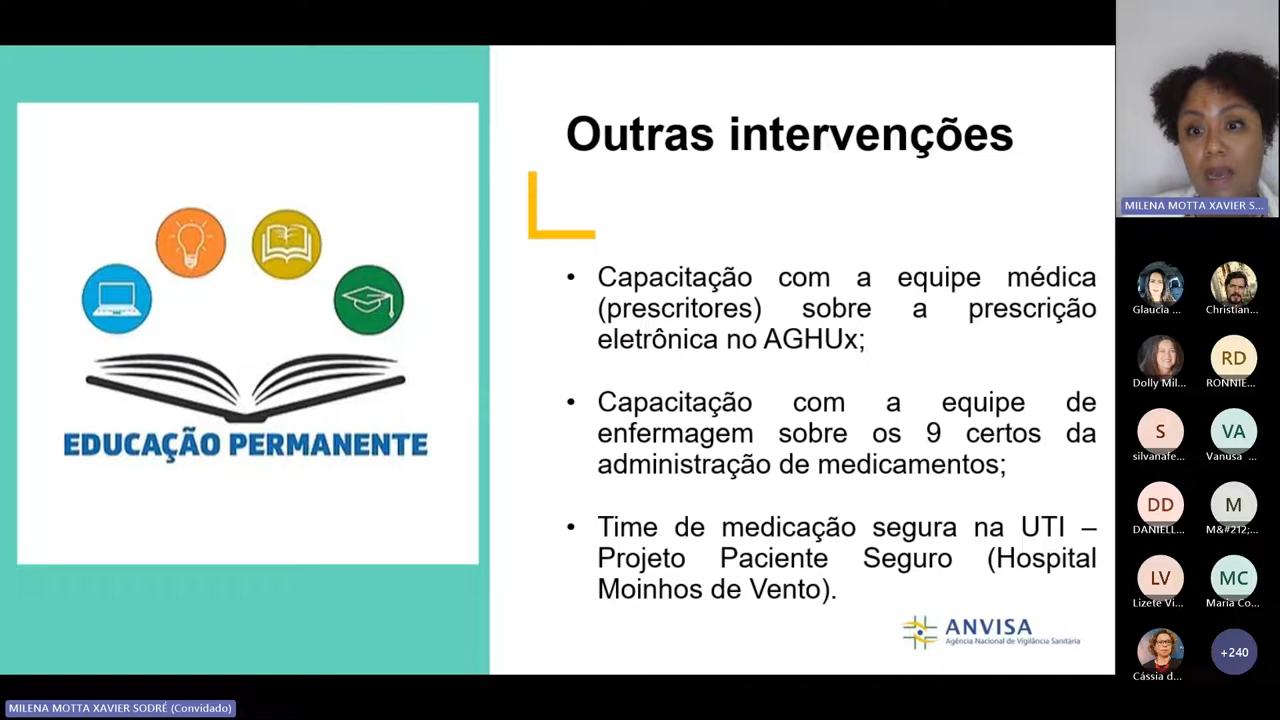 EDUCAÇÃO PERMANENTE
Outras intervenções
• Capacitação com a equipe médica
(prescritores) sobre a prescrição
eletrônica no AGHUx;
• Capacitação com a equipe de
enfermagem sobre os 9 certos da
administração de medicamentos;
• Time de medicação segura na UTI –
Projeto Paciente Seguro (Hospital
Moinhos de Vento).
ANVISA
Agência Nacional de Vigilância Sanitária
MILENA MOTTA XAVIER S...
Glaucia ...
Christian...
Dolly Mil...
RD
RONNIE...
S
silvanafe...
VA
Vanusa ...
DD
DANIELL...
M
M&#212;...
LV
Lizete Vi...
MC
Maria Co...
Cássia d...
+240
MILENA MOTTA XAVIER SODRÉ (Convidado)